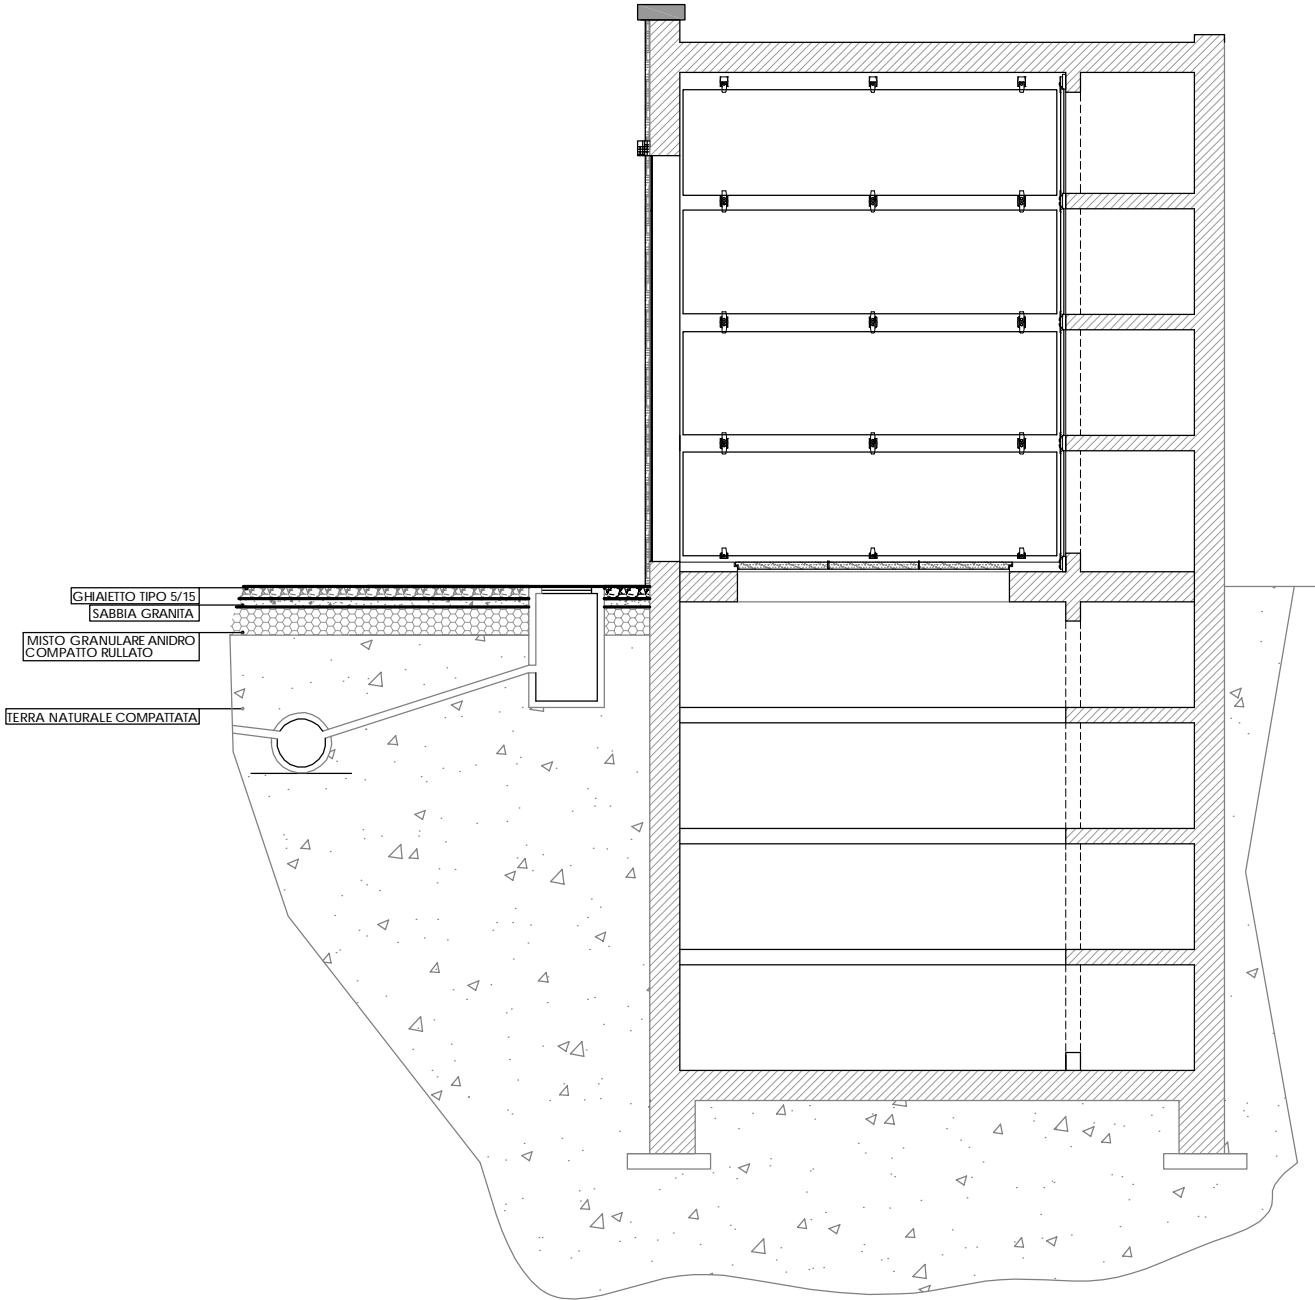 GHIAIETTO TIPO 5/15
SABBIA GRANITA
MISTO GRANULARE ANIDRO
COMPATTO RULLATO
TERRA NATURALE COMPATTATA